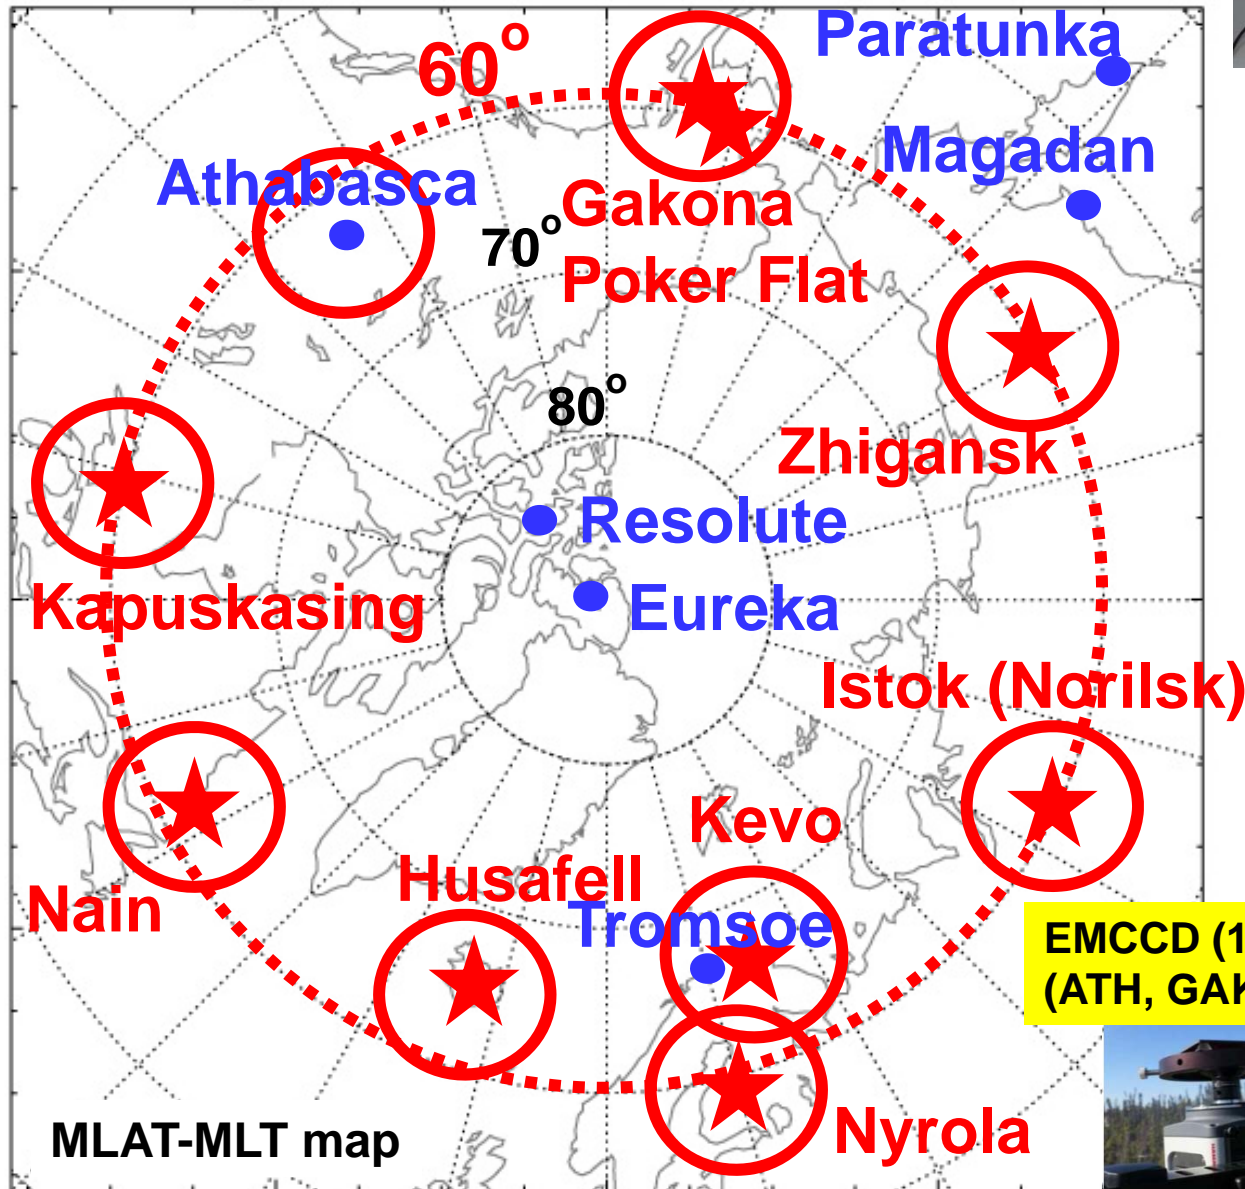 Paratunka
60°
Magadan
Athabasca
Gakona
70°
Poker Flat
80°
Zhigansk
Resolute
Kapuskasing
Eureka
Istok (Norilsk)
Kevo
Husafell
Nain
Tromsoe
EMCCD (1
(ATH, GAK
Nyrola
MLAT-MLT map